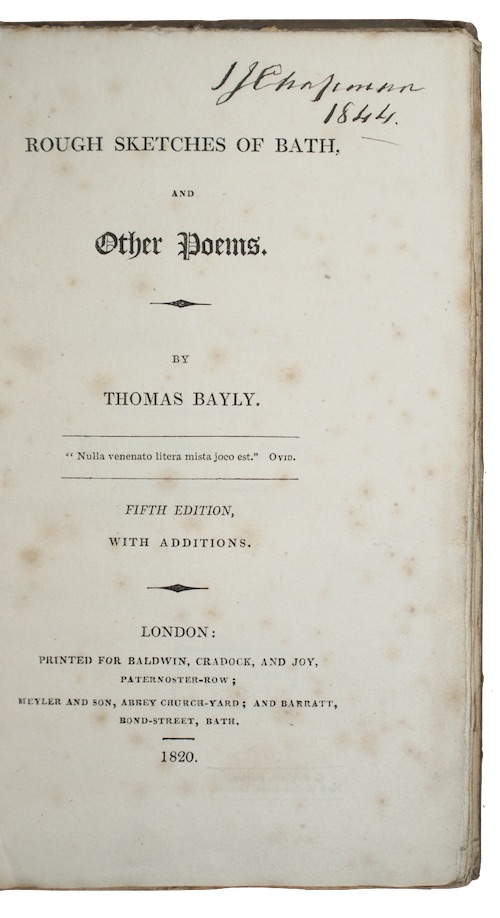 J J Chapman
1844.
ROUGH SKETCHES OF BATH,
AND
Other Poems.
BY
THOMAS BAYLY.
“ Nulla venenato litera mista joco est.” OVID.
FIFTH EDITION,
WITH ADDITIONS.
LONDON:
PRINTED FOR BALDWIN, CRADOCK, AND JOY,
PATERNOSTER-ROW;
MEYLER AND SON, ABBEY CHURCH-YARD; AND BARRATT,
BOND-STREET, BATH.
1820.